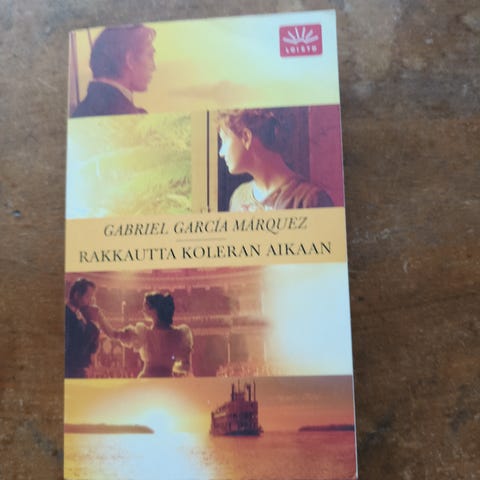 LOISTO
GABRIEL GARCÍA MÁRQUEZ
RAKKAUTTA KOLERAN AIKAAN